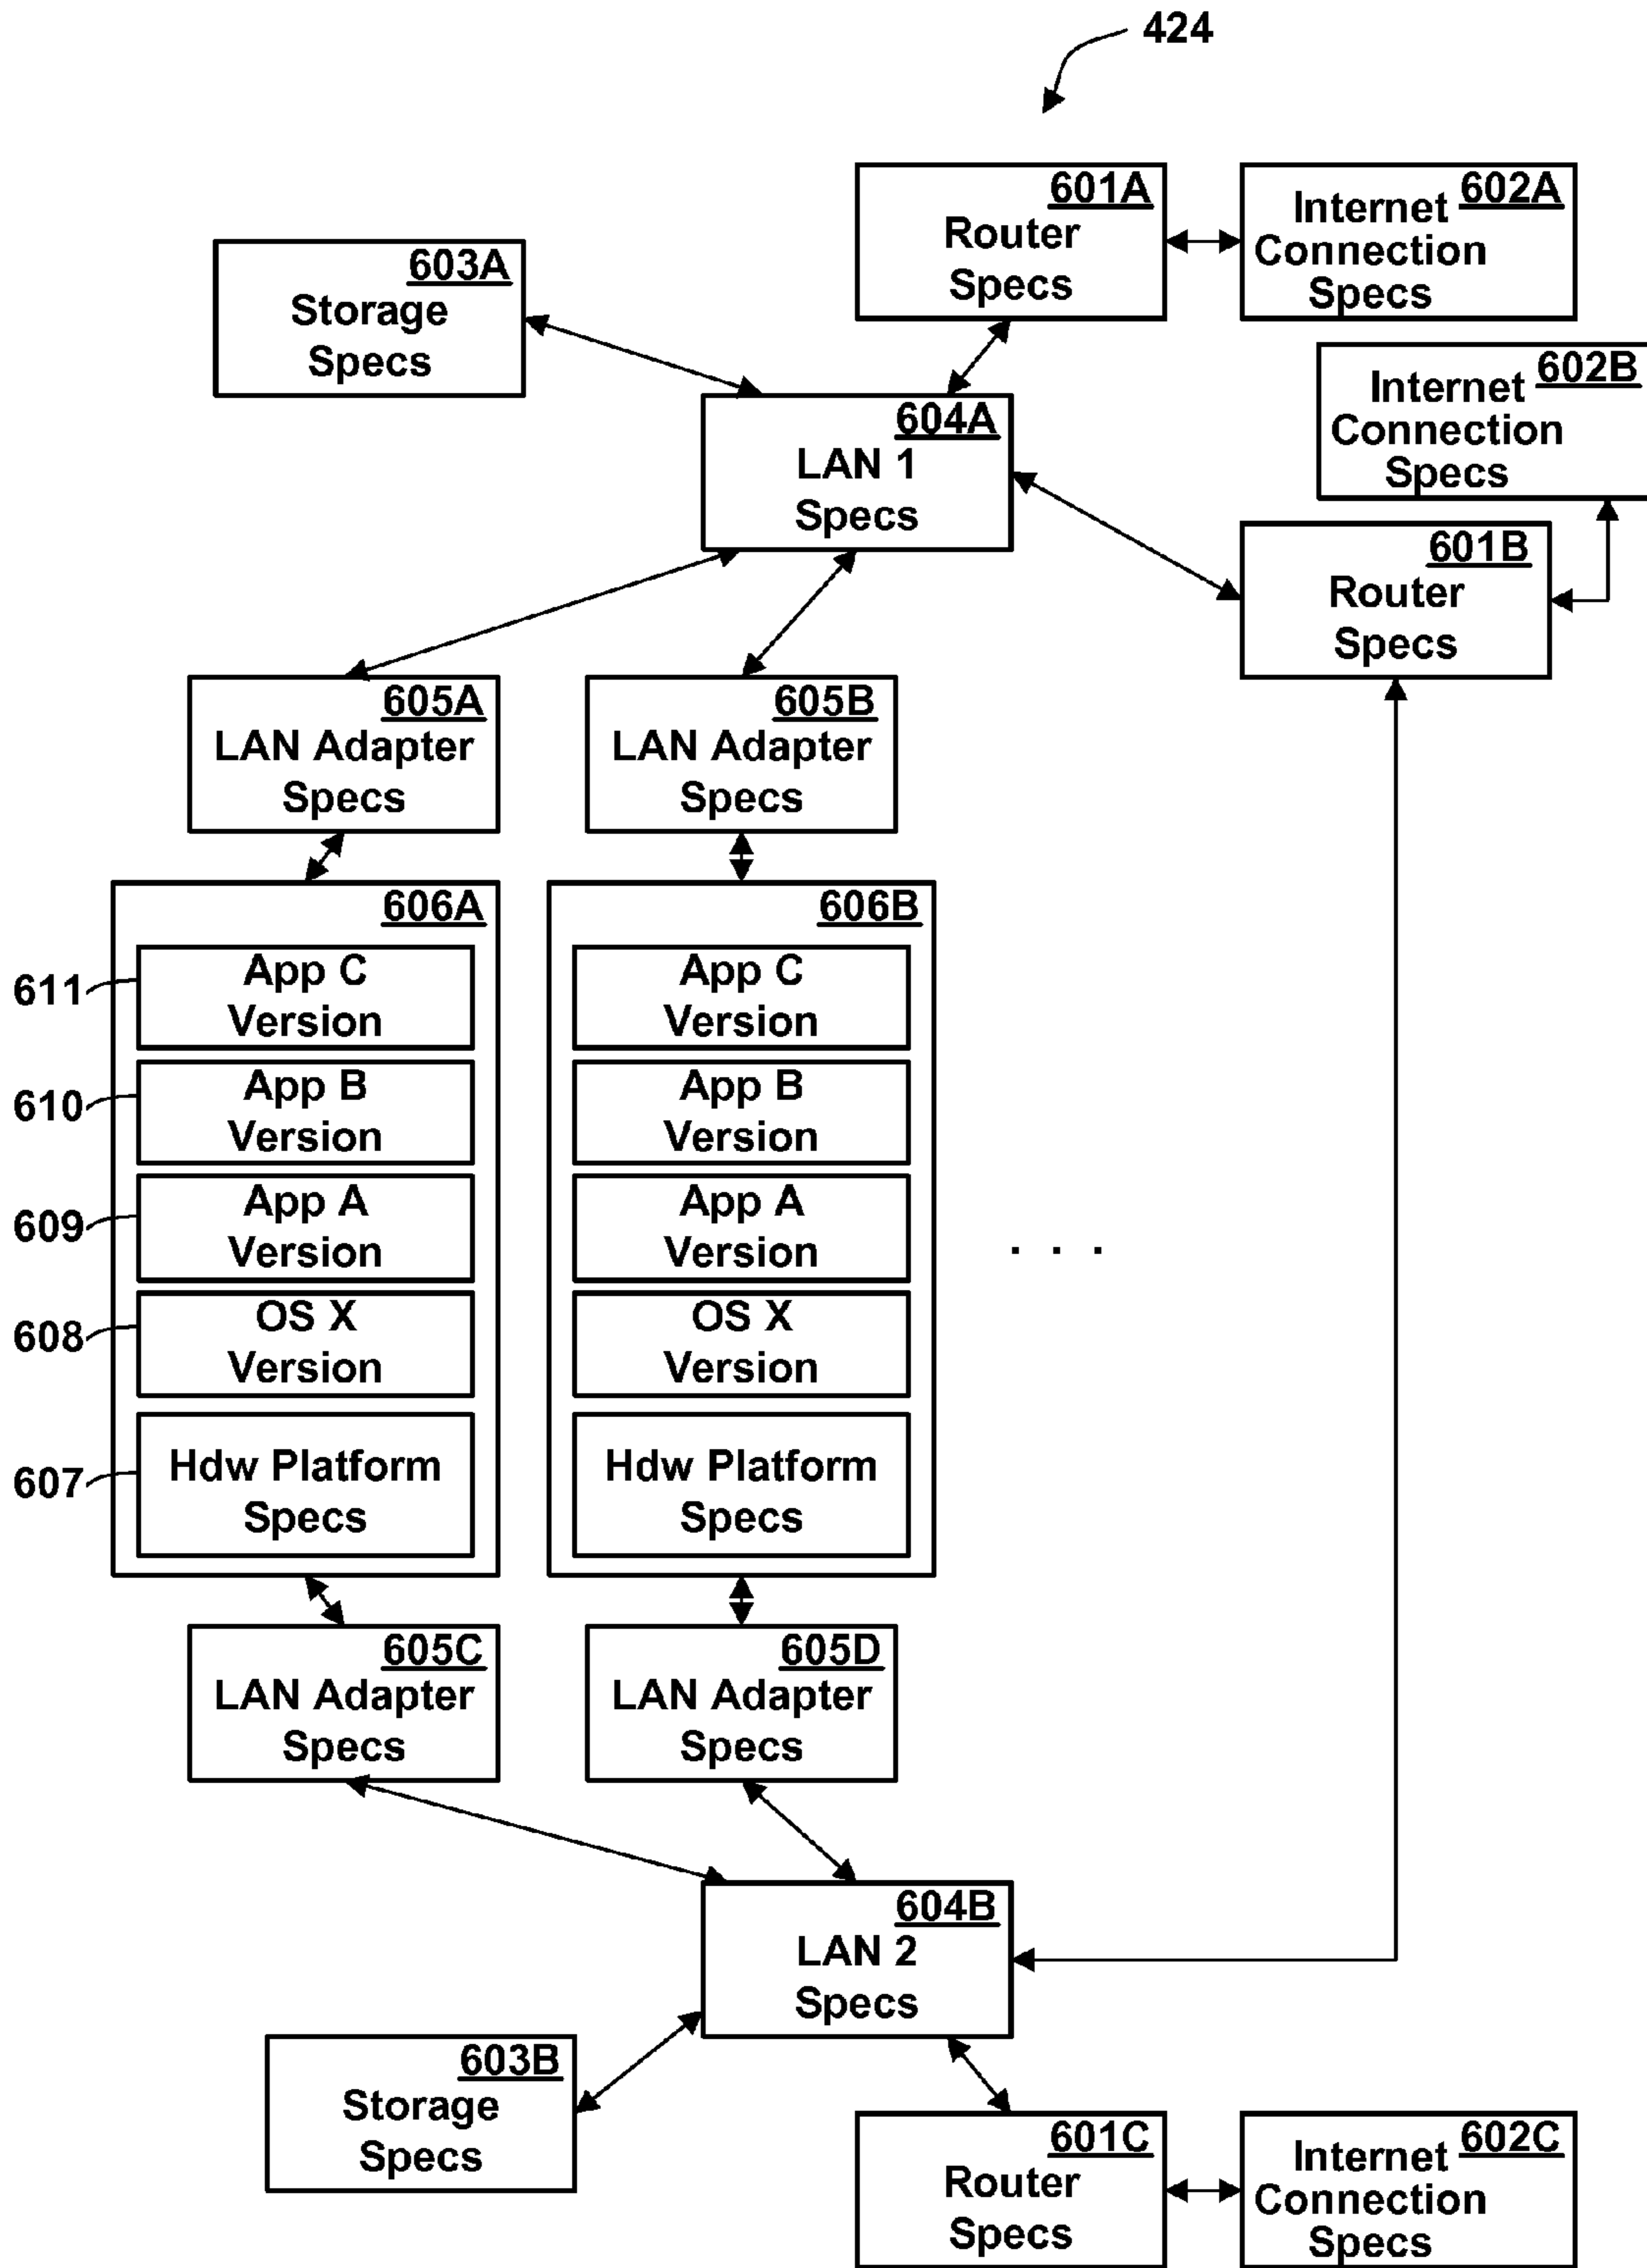 424
601A
Router
Specs
602A
Internet
Connection
Specs
603A
Storage
Specs
602B
Internet
Connection
Specs
604A
LAN 1
Specs
601B
Router
Specs
605A
LAN Adapter
Specs
605B
LAN Adapter
Specs
606A
611
App C
Version
610
App B
Version
609
App A
Version
608
OS X
Version
607
Hdw Platform
Specs
606B
App C
Version
App B
Version
App A
Version
OS X
Version
Hdw Platform
Specs
. . .
605C
LAN Adapter
Specs
605D
LAN Adapter
Specs
604B
LAN 2
Specs
603B
Storage
Specs
601C
Router
Specs
602C
Internet
Connection
Specs